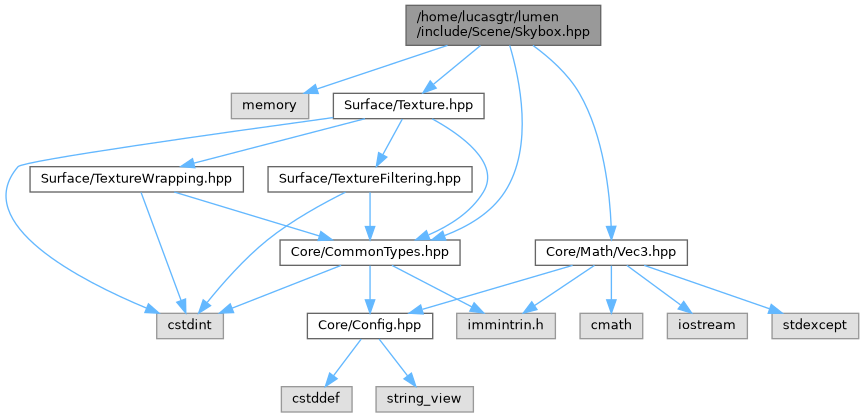 /home/lucasgtr/lumen
/include/Scene/Skybox.hpp
memory
Surface/Texture.hpp
Surface/TextureWrapping.hpp
Surface/TextureFiltering.hpp
Core/CommonTypes.hpp
Core/Math/Vec3.hpp
cstdint
Core/Config.hpp
immintrin.h
cmath
iostream
stdexcept
cstddef
string_view